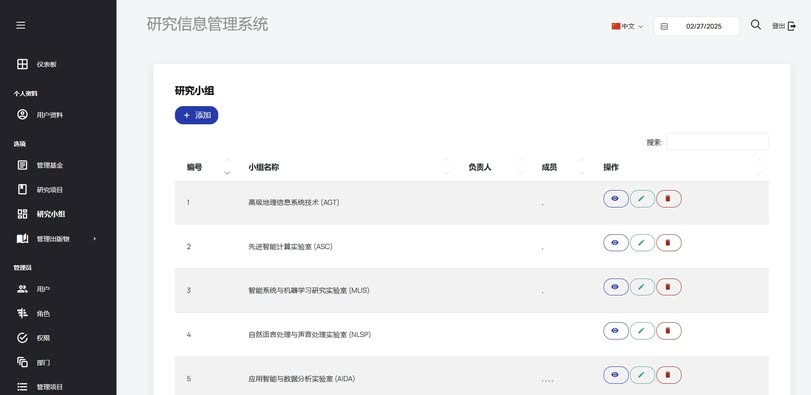 研究信息管理系统
中文
02/27/2025
登出
仪表板
个人资料
用户资料
选项
管理基金
研究项目
研究小组
管理出版物
管理员
用户
角色
权限
部门
管理项目
研究小组
+ 添加
搜索:
编号 小组名称 负责人 成员 操作
1 高级地理信息系统技术 (AGT) ,
2 先进智能计算实验室 (ASC) ,
3 智能系统与机器学习研究实验室 (MLIS) ,
4 自然语言处理与声音处理实验室 (NLSP)
5 应用智能与数据分析实验室 (AIDA) , , , ,